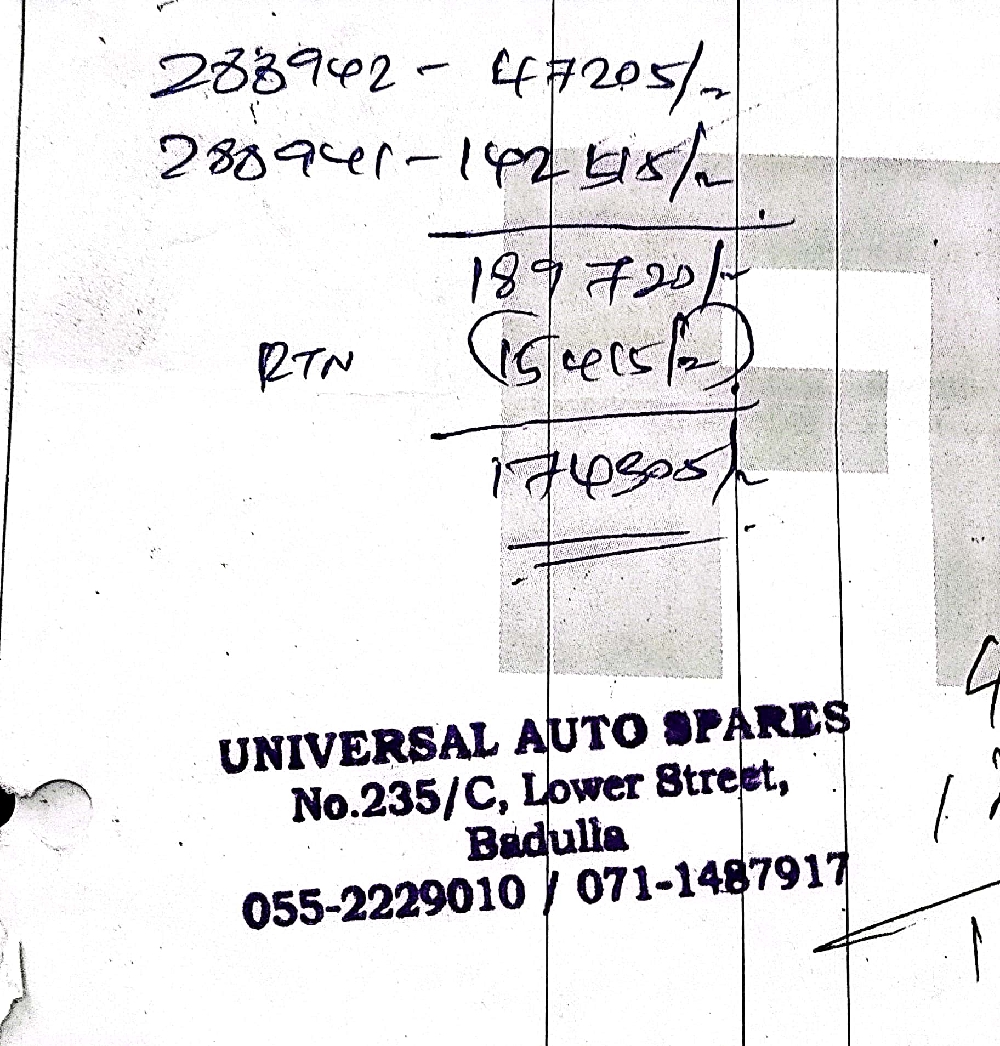 288942 - 47205/-
288941 - 142515/-
189720/-
RTN (15415/-)
174305/-
UNIVERSAL AUTO SPARES
No.235/C, Lower Street,
Badulla
055-2229010 / 071-1487917